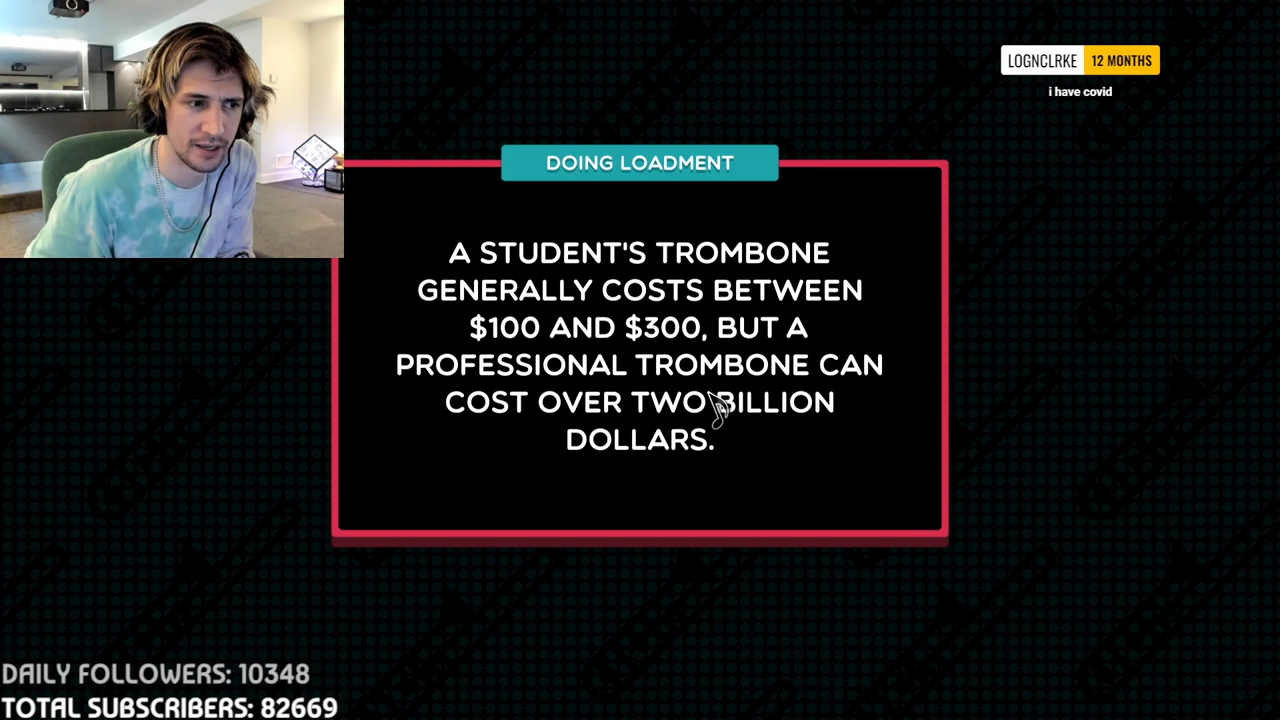 LOGNCLRKE 12 MONTHS
i have covid
DOING LOADMENT
A STUDENT'S TROMBONE
GENERALLY COSTS BETWEEN
$100 AND $300, BUT A
PROFESSIONAL TROMBONE CAN
COST OVER TWO BILLION
DOLLARS.
DAILY FOLLOWERS: 10348
TOTAL SUBSCRIBERS: 82669